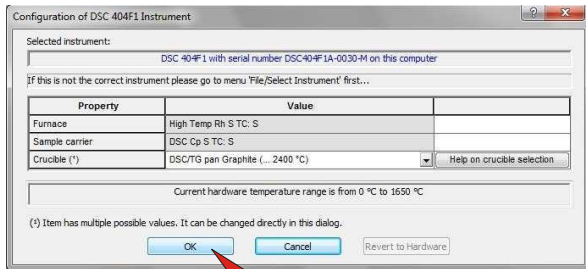 Configuration of DSC 404F1 Instrument
Selected instrument:
DSC 404F1 with serial number DSC404F1A-0030-M on this computer
If this is not the correct instrument please go to menu 'File/Select Instrument' first...
Property Value
Furnace High Temp Rh S TC: S
Sample carrier DSC Cp S TC: S
Crucible (*) DSC/TG pan Graphite (... 2400 °C) Help on crucible selection
Current hardware temperature range is from 0 °C to 1650 °C
(*) Item has multiple possible values. It can be changed directly in this dialog.
OK Cancel Revert to Hardware